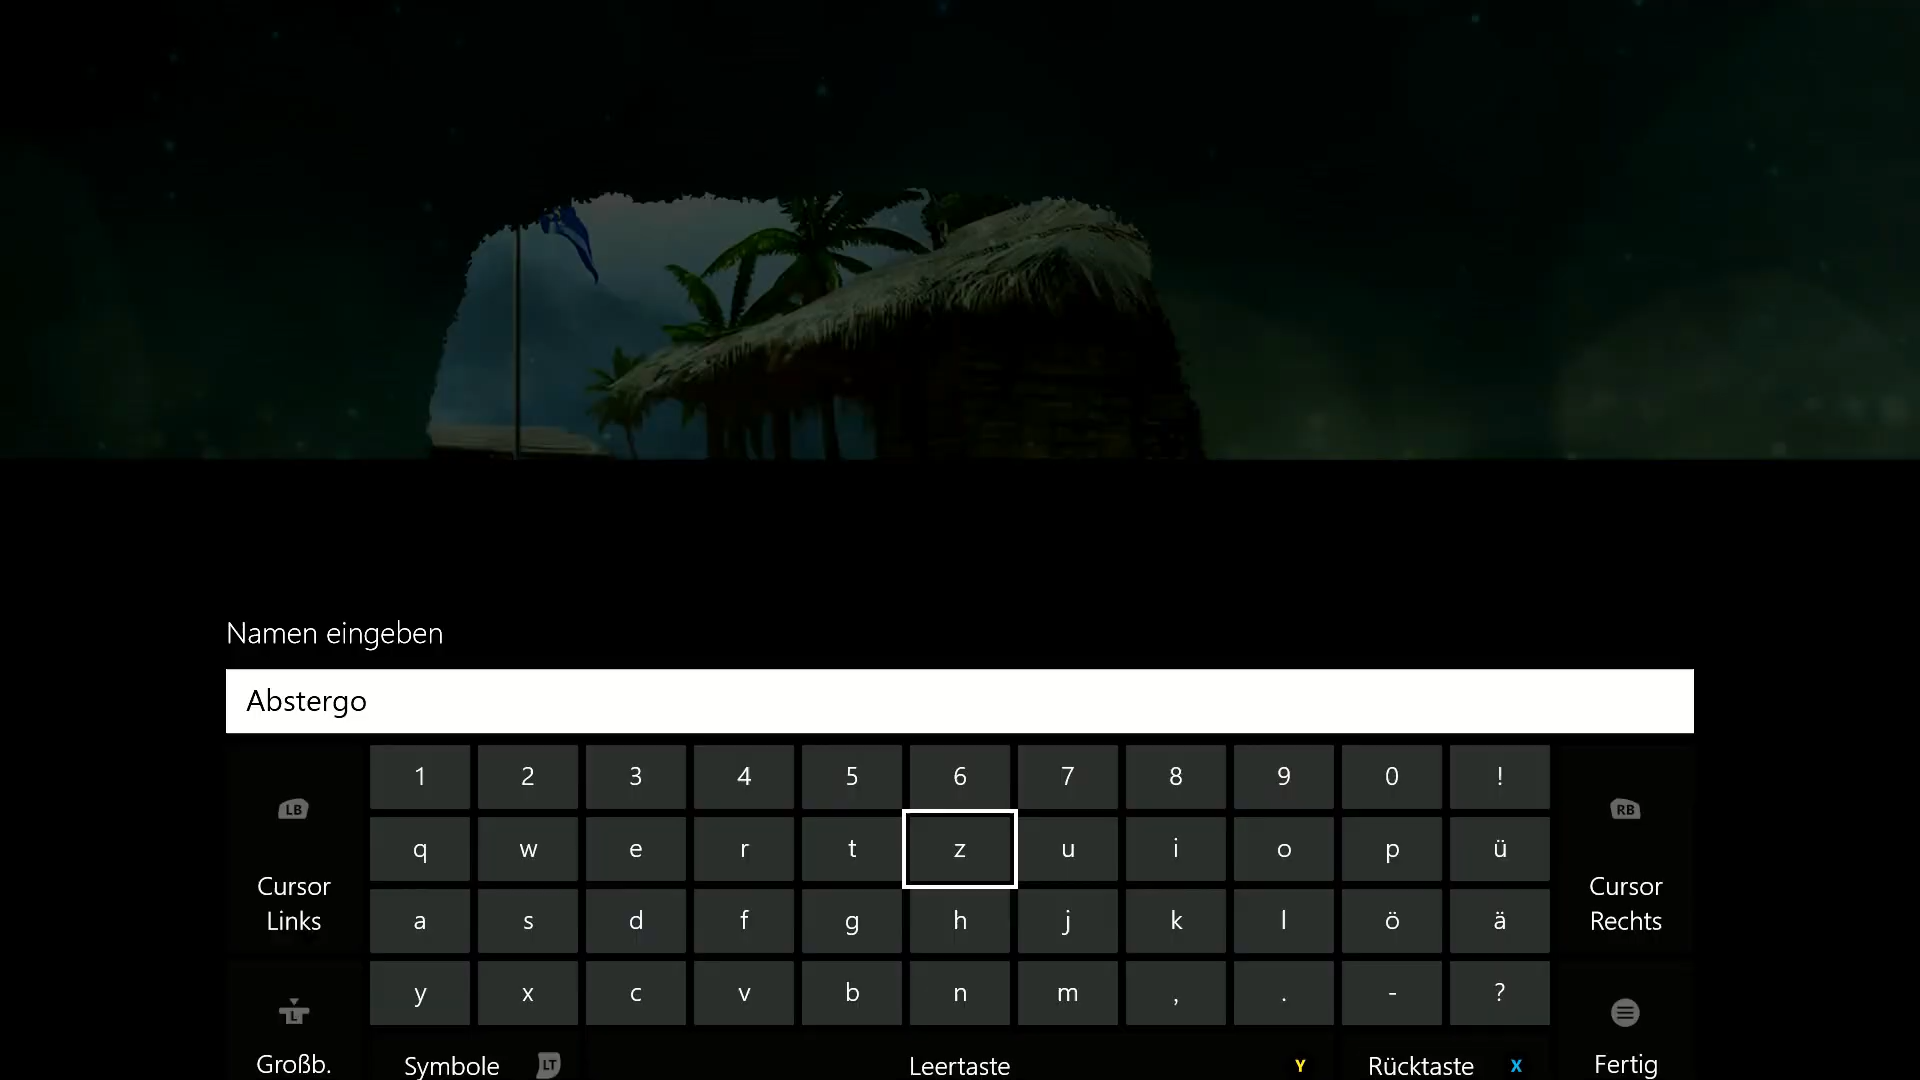 Namen eingeben
Abstergo
1 2 3 4 5 6 7 8 9 0 !
LB RB
q w e r t z u i o p ü
Cursor Links
a s d f g h j k l ö ä
Cursor Rechts
y x c v b n m , . - ?
L
Großb. Symbole LT Leertaste Y Rücktaste X Fertig